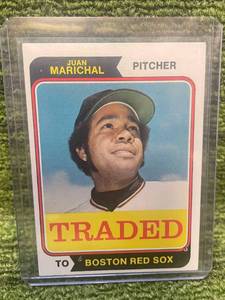 JUAN
MARICHAL
PITCHER
TRADED
TO
BOSTON RED SOX